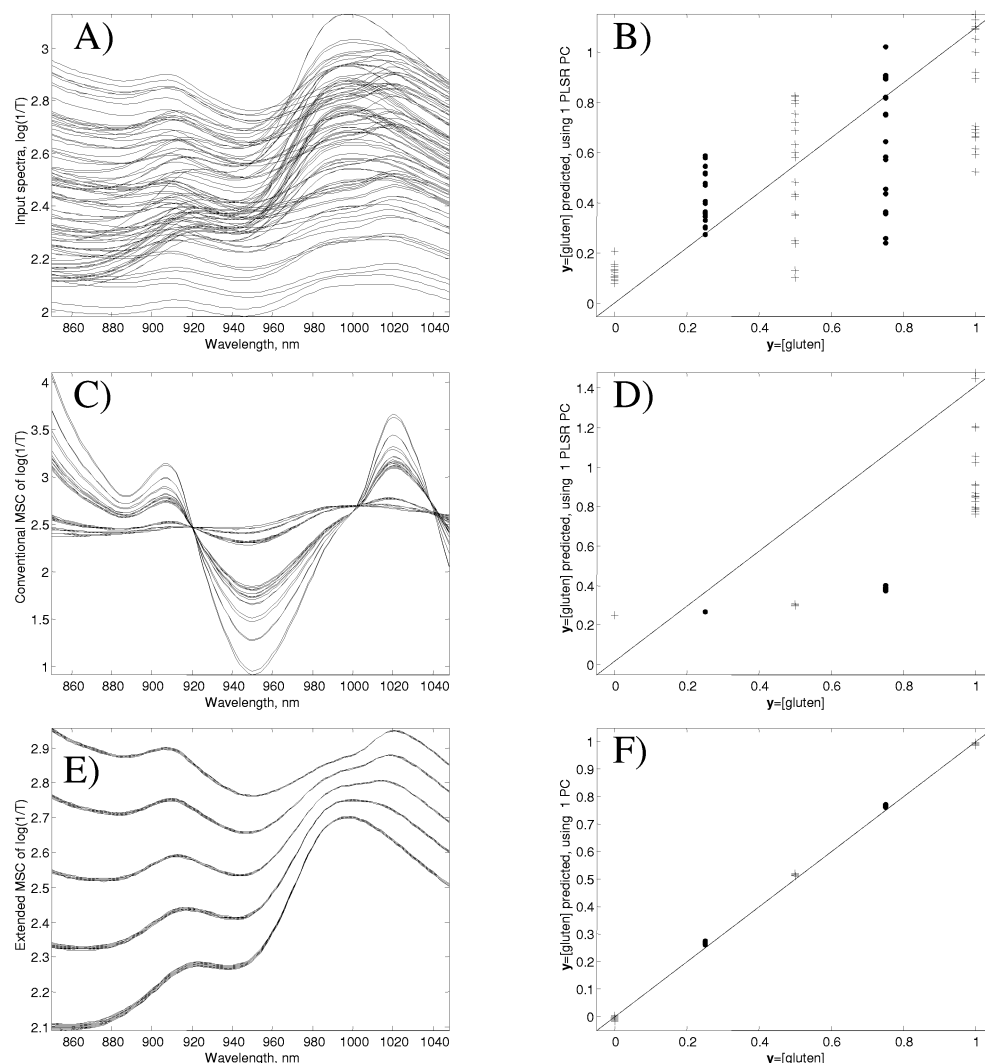 A)
3
2.8
2.6
2.4
2.2
2
Input spectra, log(1/T)
860 880 900 920 940 960 980 1000 1020 1040
Wavelength, nm
B)
1
0.8
0.6
0.4
0.2
0
y=[gluten] predicted, using 1 PLSR PC
0 0.2 0.4 0.6 0.8 1
y=[gluten]
C)
4
3.5
3
2.5
2
1.5
1
Conventional MSC of log(1/T)
860 880 900 920 940 960 980 1000 1020 1040
Wavelength, nm
D)
1.4
1.2
1
0.8
0.6
0.4
0.2
0
y=[gluten] predicted, using 1 PLSR PC
0 0.2 0.4 0.6 0.8 1
y=[gluten]
E)
2.9
2.8
2.7
2.6
2.5
2.4
2.3
2.2
2.1
Extended MSC of log(1/T)
860 880 900 920 940 960 980 1000 1020 1040
Wavelength, nm
F)
1
0.9
0.8
0.7
0.6
0.5
0.4
0.3
0.2
0.1
0
y=[gluten] predicted, using 1 PC
0 0.2 0.4 0.6 0.8 1
y=[gluten]